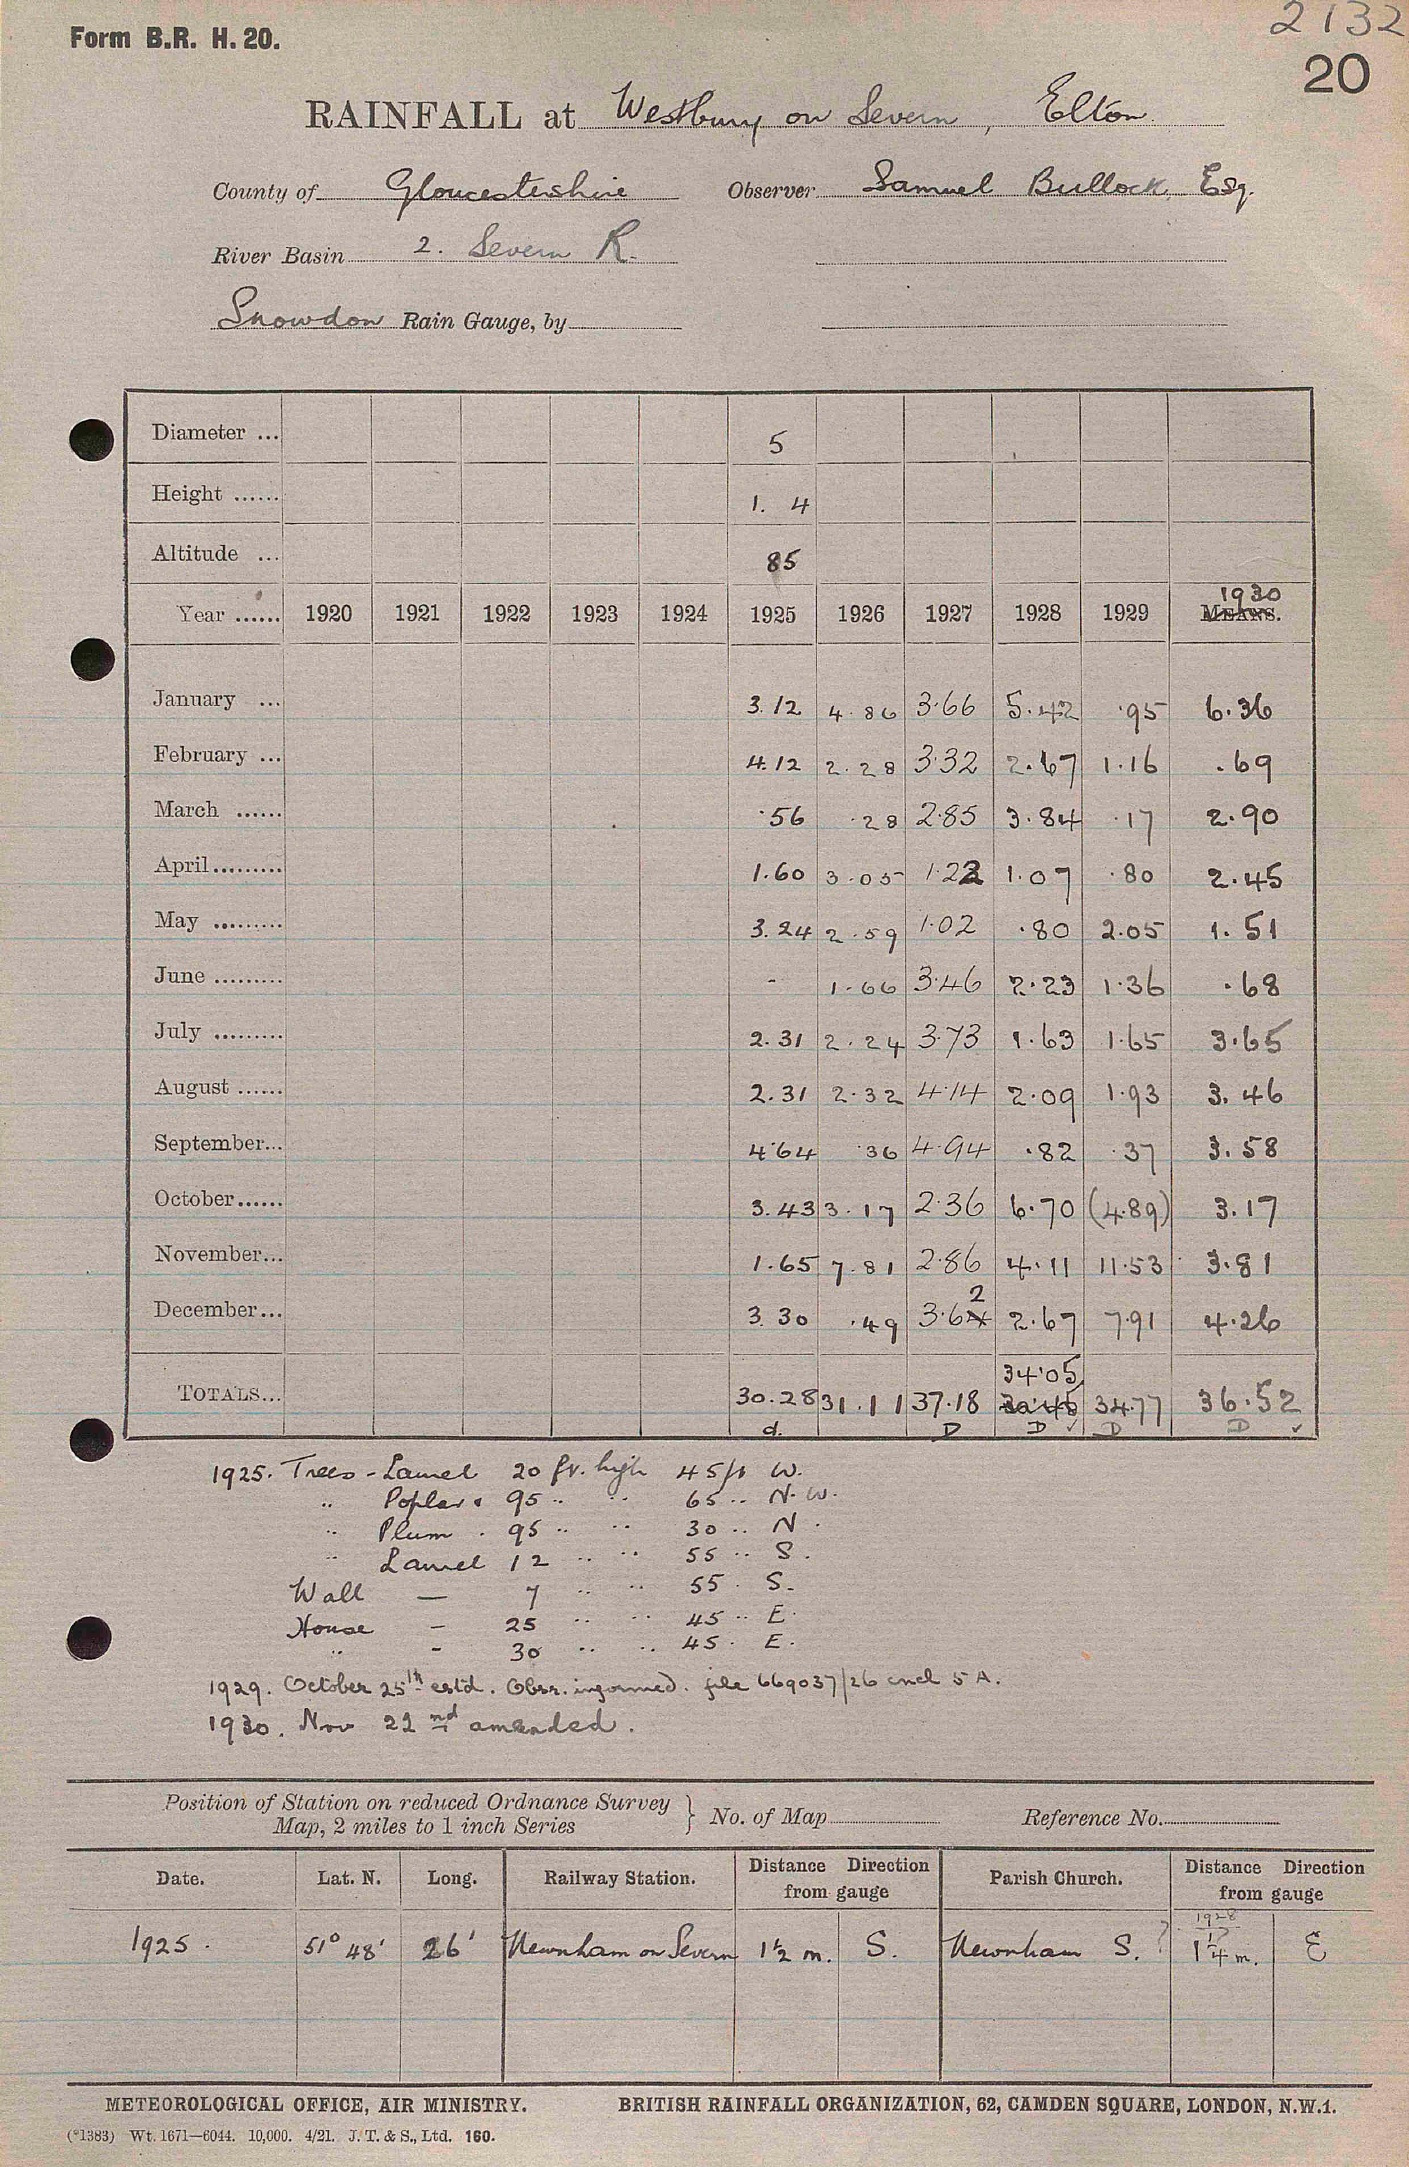 2132
Form B.R. H. 20.
20
RAINFALL at Westbury on Severn, Elton
County of Gloucestershire Observer Samuel Bullock, Esq.
River Basin 2. Severn R.
Snowdon Rain Gauge, by
Diameter ... 5
Height ...... 1. 4
Altitude ... 85
1930
Year ...... 1920 1921 1922 1923 1924 1925 1926 1927 1928 1929 MEANS.
January ... 3.12 4.86 3.66 5.42 .95 6.36
February ... 4.12 2.28 3.32 2.67 1.16 .69
March ...... .56 .28 2.85 3.84 .17 2.90
April ......... 1.60 3.05 1.22 1.07 .80 2.45
May ......... 3.24 2.59 1.02 .80 2.05 1.51
June ......... - 1.66 3.46 2.23 1.36 .68
July ......... 2.31 2.24 3.73 1.63 1.65 3.65
August ...... 2.31 2.32 4.14 2.09 1.93 3.46
September... 4.64 .36 4.94 .82 .37 3.58
October...... 3.43 3.17 2.36 6.70 (4.89) 3.17
November... 1.65 7.81 2.86 4.11 11.53 3.81
2
December... 3.30 .49 3.64 2.67 7.91 4.26
34.05
TOTALS... 30.28 31.11 37.18 30.45 34.77 36.52
d. D D ✓ D D ✓
1925. Trees - Laurel 20 ft. high 45 ft W.
" Poplar . 95 " " 65 " N.W.
" Plum . 95 " " 30 " N.
" Laurel 12 " " 55 " S.
Wall — 7 " " 55 . S.
House - 25 " " 45 " E.
" - 30 " " 45 . E.
1929. October 25th estd. Obsr. informed. file 669037/26 encl 5A.
1930. Nov 22nd amended.
Position of Station on reduced Ordnance Survey
Map, 2 miles to 1 inch Series } No. of Map Reference No.
Date. Lat. N. Long. Railway Station. Distance Direction from gauge Parish Church. Distance Direction from gauge
1928
1925. 51° 48' 26' Newnham on Severn 1½ m. S. Newnham S. ? 1¼ m. E
METEOROLOGICAL OFFICE, AIR MINISTRY. BRITISH RAINFALL ORGANIZATION, 62, CAMDEN SQUARE, LONDON, N.W.1.
(*1383) Wt. 1671—6044. 10,000. 4/21. J. T. & S., Ltd. 160.